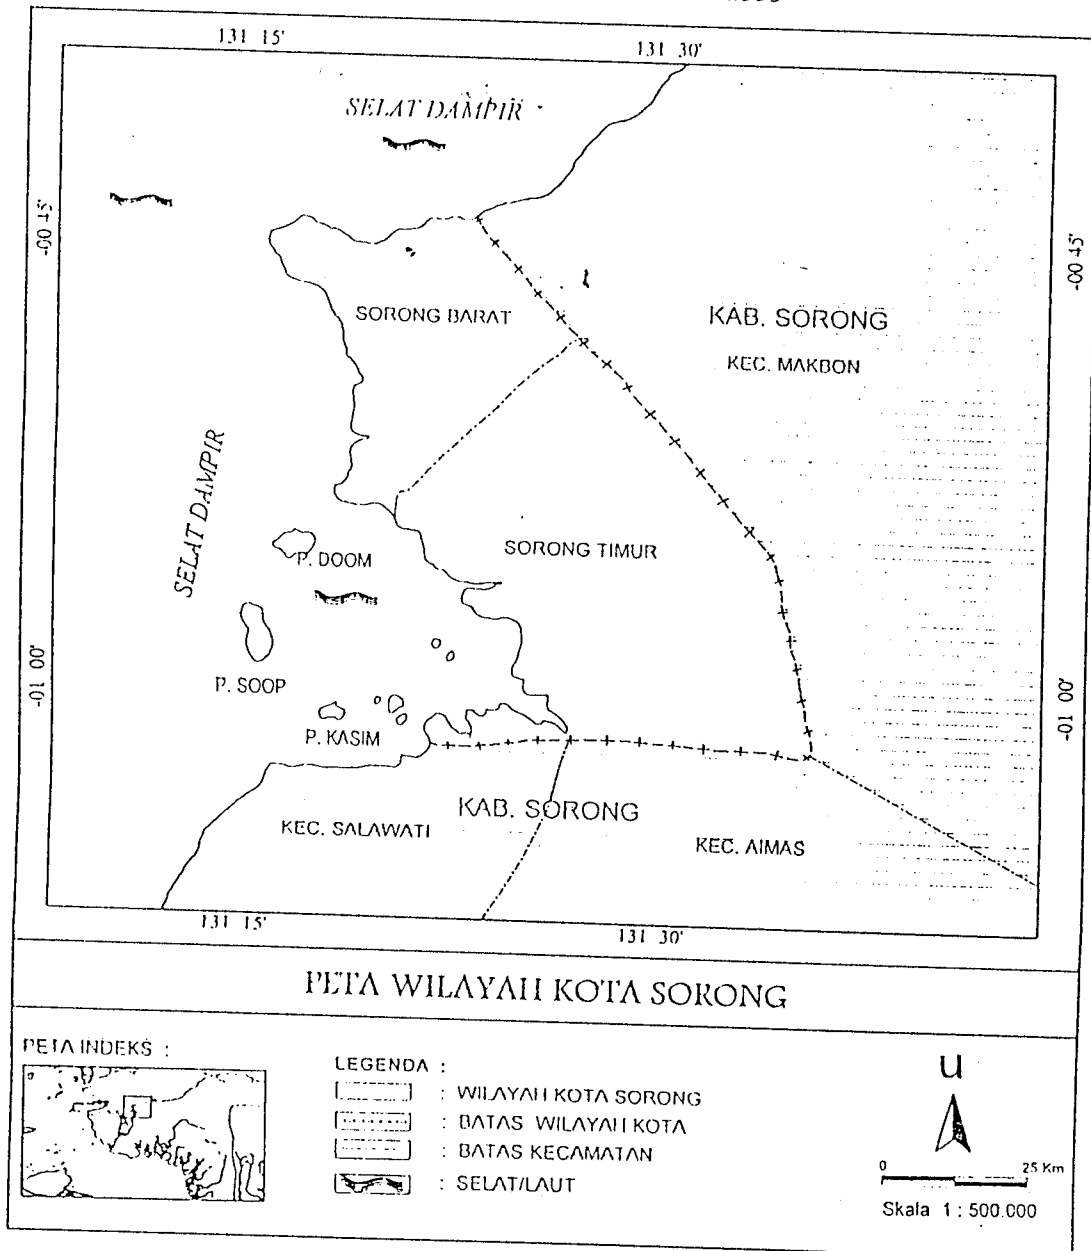 131 15'
131 30'
SELAT DAMPIR
-00 45'
-00 45'
SORONG BARAT
KAB. SORONG
KEC. MAKBON
SELAT DAMPIR
SORONG TIMUR
P. DOOM
-01 00'
-01 00'
P. SOOP
P. KASIM
KAB. SORONG
KEC. SALAWATI
KEC. AIMAS
131 15'
131 30'
PETA WILAYAH KOTA SORONG
PETA INDEKS :
LEGENDA :
: WILAYAH KOTA SORONG
: BATAS WILAYAH KOTA
: BATAS KECAMATAN
: SELAT/LAUT
U
0 25 Km
Skala 1 : 500.000